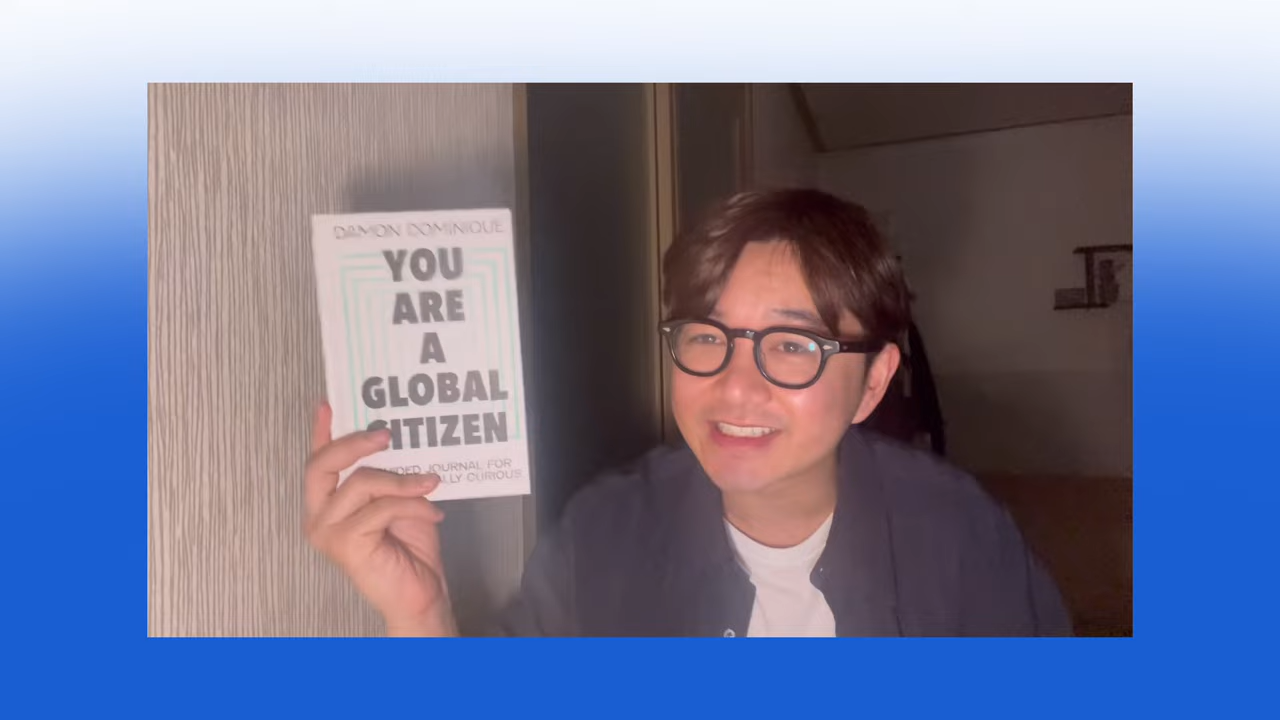 DAMON DOMINIQUE
YOU
ARE
A
GLOBAL
CITIZEN
JOURNAL FOR
CURIOUS